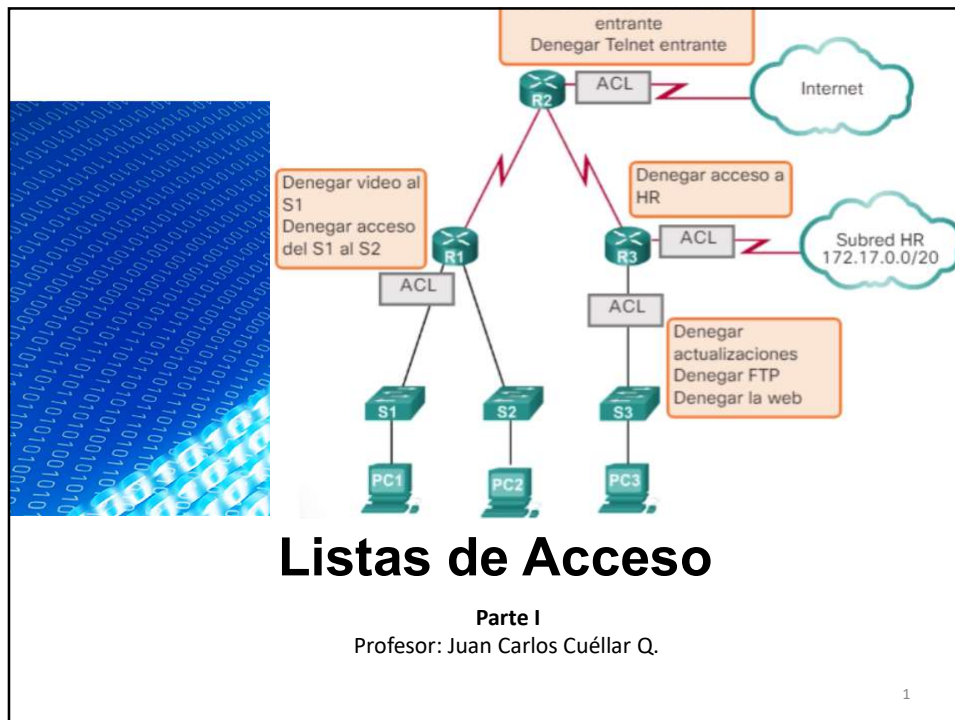 entrante
Denegar Telnet entrante
ACL
R2
Internet
Denegar video al
S1
Denegar acceso
del S1 al S2
Denegar acceso a
HR
R1
R3
ACL
Subred HR
172.17.0.0/20
ACL
ACL
Denegar
actualizaciones
Denegar FTP
Denegar la web
S1
S2
S3
PC1
PC2
PC3
Listas de Acceso
Parte I
Profesor: Juan Carlos Cuéllar Q.
1